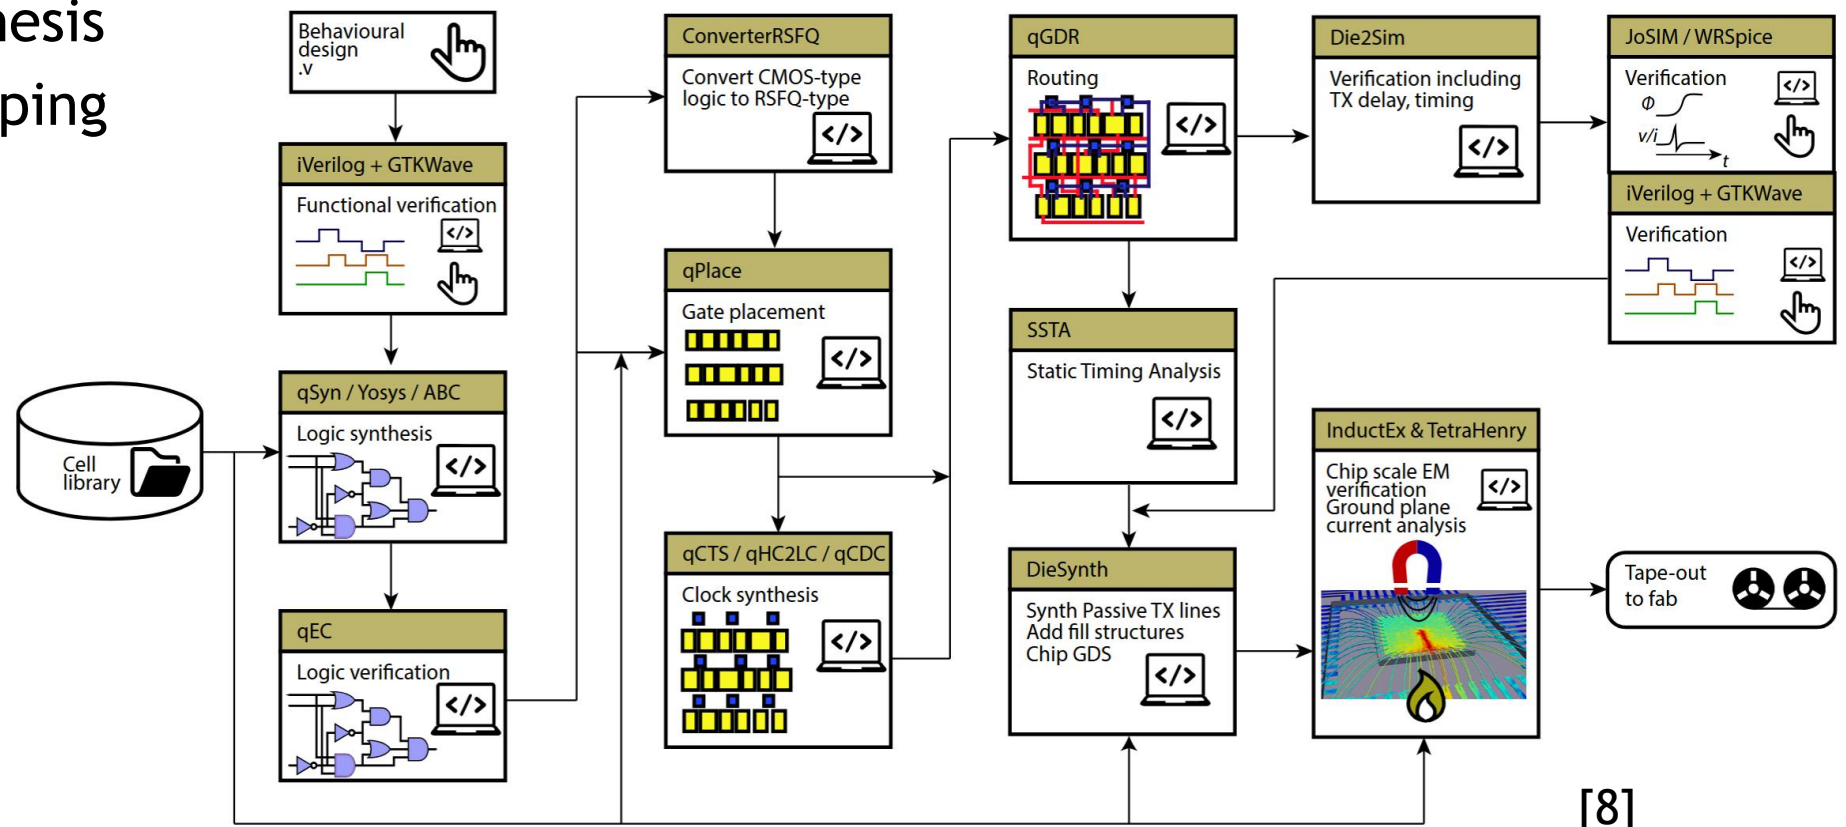 nesis
ping
Behavioural
design
.v
iVerilog + GTKWave
Functional verification
</>
Cell
library
qSyn / Yosys / ABC
Logic synthesis
</>
qEC
Logic verification
</>
ConverterRSFQ
Convert CMOS-type
logic to RSFQ-type
</>
qPlace
Gate placement
</>
qCTS / qHC2LC / qCDC
Clock synthesis
</>
qGDR
Routing
</>
SSTA
Static Timing Analysis
</>
DieSynth
Synth Passive TX lines
Add fill structures
Chip GDS
</>
Die2Sim
Verification including
TX delay, timing
</>
JoSIM / WRSpice
Verification
Φ
v/i
t
</>
iVerilog + GTKWave
Verification
</>
InductEx & TetraHenry
Chip scale EM
verification
Ground plane
current analysis
</>
Tape-out
to fab
[8]